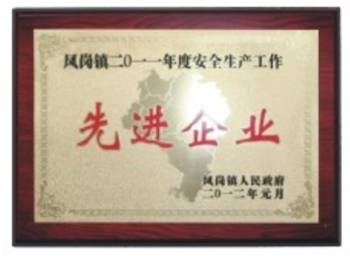 凤岗镇二〇一一年度安全生产工作
先进企业
凤岗镇人民政府
二〇一二年元月